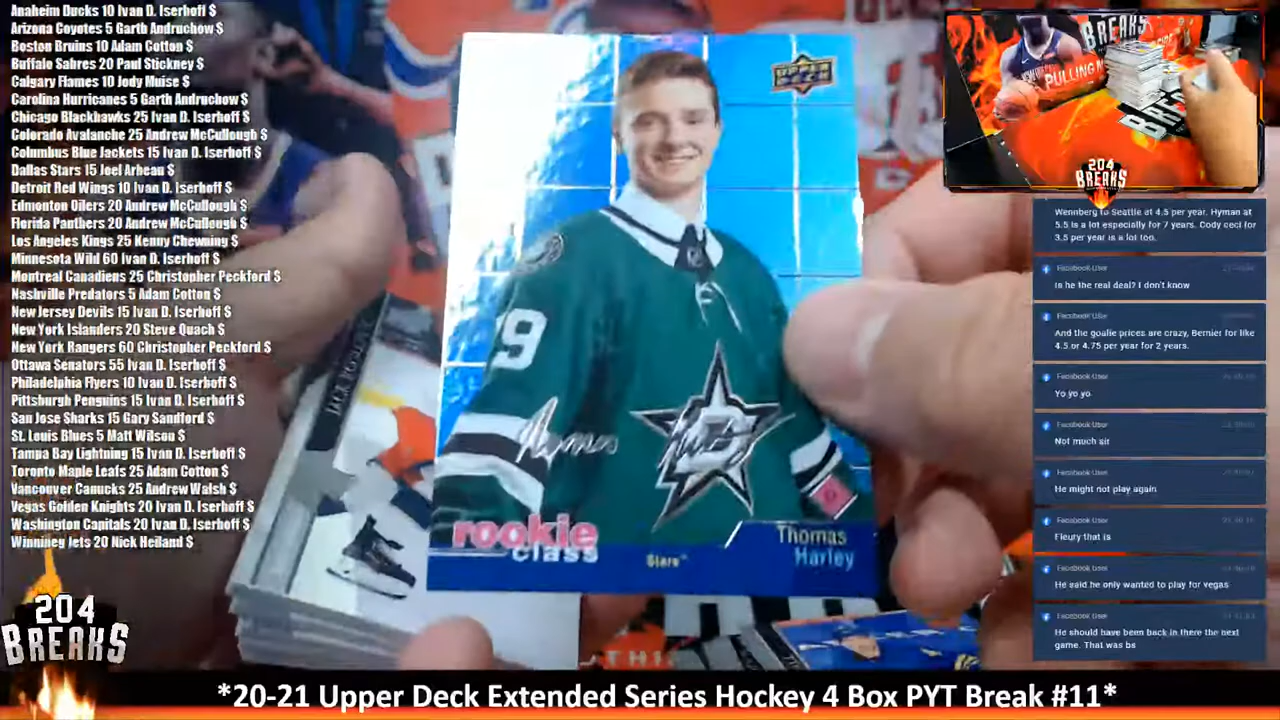 Anaheim Ducks 10 Ivan D. Iserhoff $
Arizona Coyotes 5 Garth Andruchow $
Boston Bruins 10 Adam Cotton $
Buffalo Sabres 20 Paul Stickney $
Calgary Flames 10 Jody Muise $
Carolina Hurricanes 5 Garth Andruchow $
Chicago Blackhawks 25 Ivan D. Iserhoff $
Colorado Avalanche 25 Andrew McCullough $
Columbus Blue Jackets 15 Ivan D. Iserhoff $
Dallas Stars 15 Joel Arbeau $
Detroit Red Wings 10 Ivan D. Iserhoff $
Edmonton Oilers 20 Andrew McCullough $
Florida Panthers 20 Andrew McCullough $
Los Angeles Kings 25 Kenny Chewning $
Minnesota Wild 60 Ivan D. Iserhoff $
Montreal Canadiens 25 Christopher Peckford $
Nashville Predators 5 Adam Cotton $
New Jersey Devils 15 Ivan D. Iserhoff $
New York Islanders 20 Steve Quach $
New York Rangers 60 Christopher Peckford $
Ottawa Senators 55 Ivan D. Iserhoff $
Philadelphia Flyers 10 Ivan D. Iserhoff $
Pittsburgh Penguins 15 Ivan D. Iserhoff $
San Jose Sharks 15 Gary Sandford $
St. Louis Blues 5 Matt Wilson $
Tampa Bay Lightning 15 Ivan D. Iserhoff $
Toronto Maple Leafs 25 Adam Cotton $
Vancouver Canucks 25 Andrew Walsh $
Vegas Golden Knights 20 Ivan D. Iserhoff $
Washington Capitals 20 Ivan D. Iserhoff $
Winnipeg Jets 20 Nick Heiland $
204
BREAKS
UPPER
DECK
9
rookie
class
Stars
Thomas
Harley
BREAKS
PULLING
204
BREAKS
Wennberg to Seattle at 4.5 per year. Hyman at
5.5 is a lot especially for 7 years. Cody ceci for
3.5 per year is a lot too.
Facebook User
Is he the real deal? I don't know
Facebook User
And the goalie prices are crazy, Bernier for like
4.5 or 4.75 per year for 2 years.
Facebook User
Yo yo yo
Facebook User
Not much sir
Facebook User
He might not play again
Facebook User
Fleury that is
Facebook User
He said he only wanted to play for vegas
Facebook User
He should have been back in there the next
game. That was bs
*20-21 Upper Deck Extended Series Hockey 4 Box PYT Break #11*